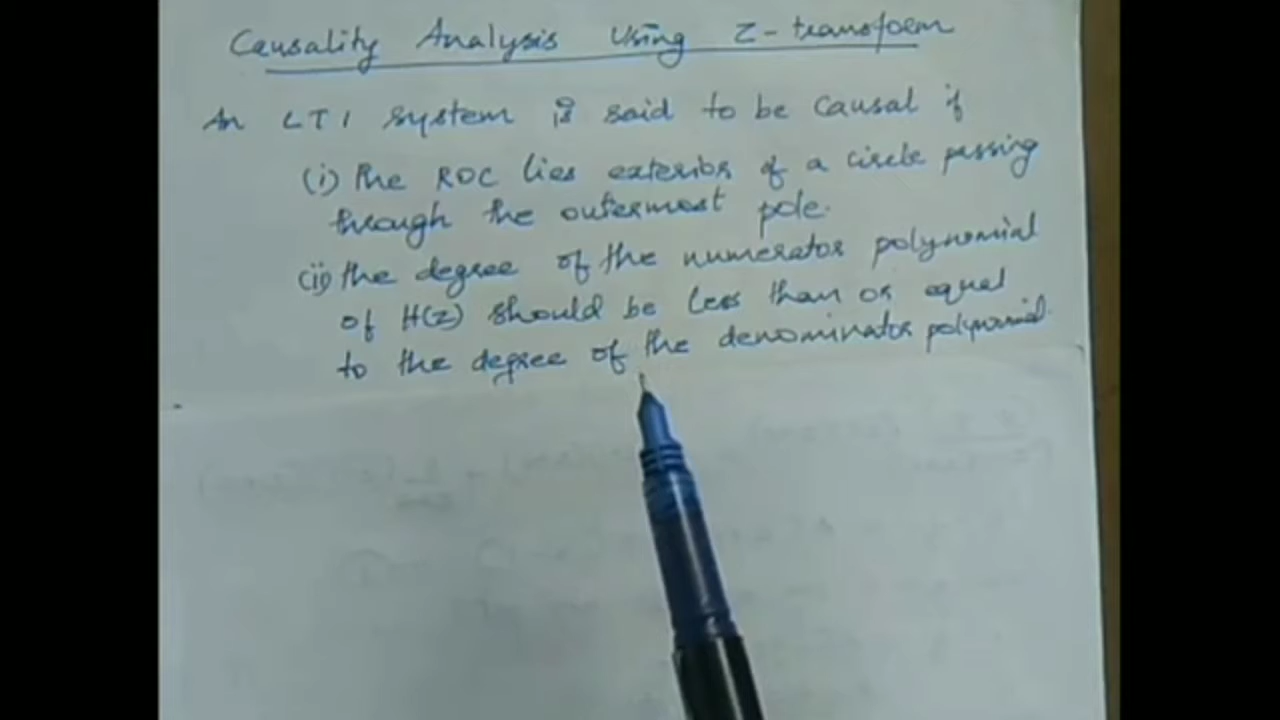 Causality Analysis Using Z-transform
An LTI system is said to be causal if
(i) The ROC lies exterior of a circle passing
through the outermost pole.
(ii) the degree of the numerator polynomial
of H(z) should be less than or equal
to the degree of the denominator polynomial.